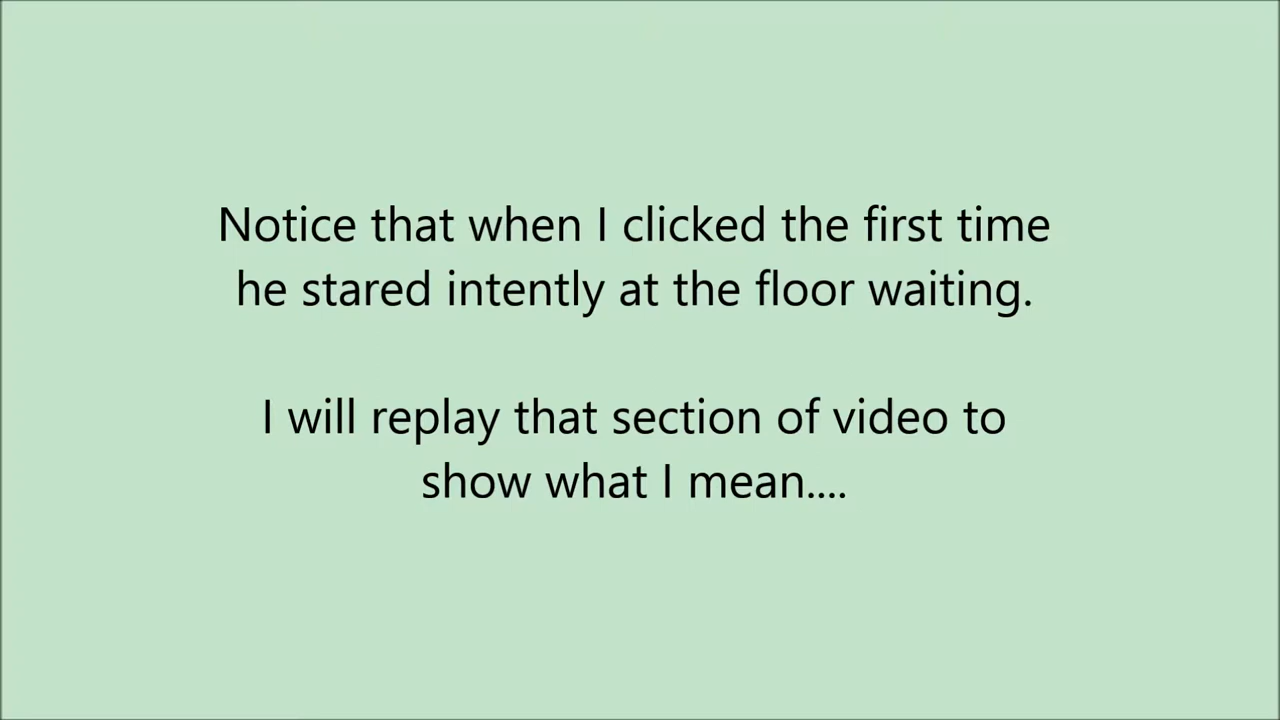 Notice that when I clicked the first time
he stared intently at the floor waiting.
I will replay that section of video to
show what I mean....